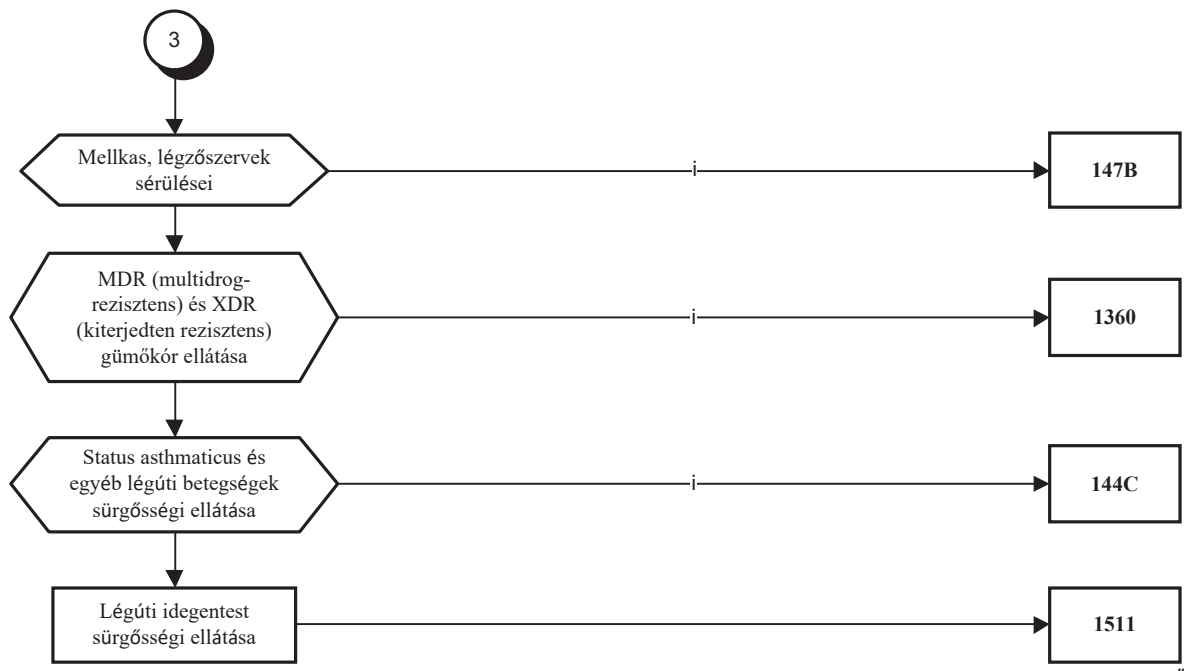 3
Mellkas, légzőszervek
sérülései
i
147B
MDR (multidrog-
rezisztens) és XDR
(kiterjedten rezisztens)
gümőkór ellátása
i
1360
Status asthmaticus és
egyéb légúti betegségek
sürgősségi ellátása
i
144C
Légúti idegentest
sürgősségi ellátása
1511